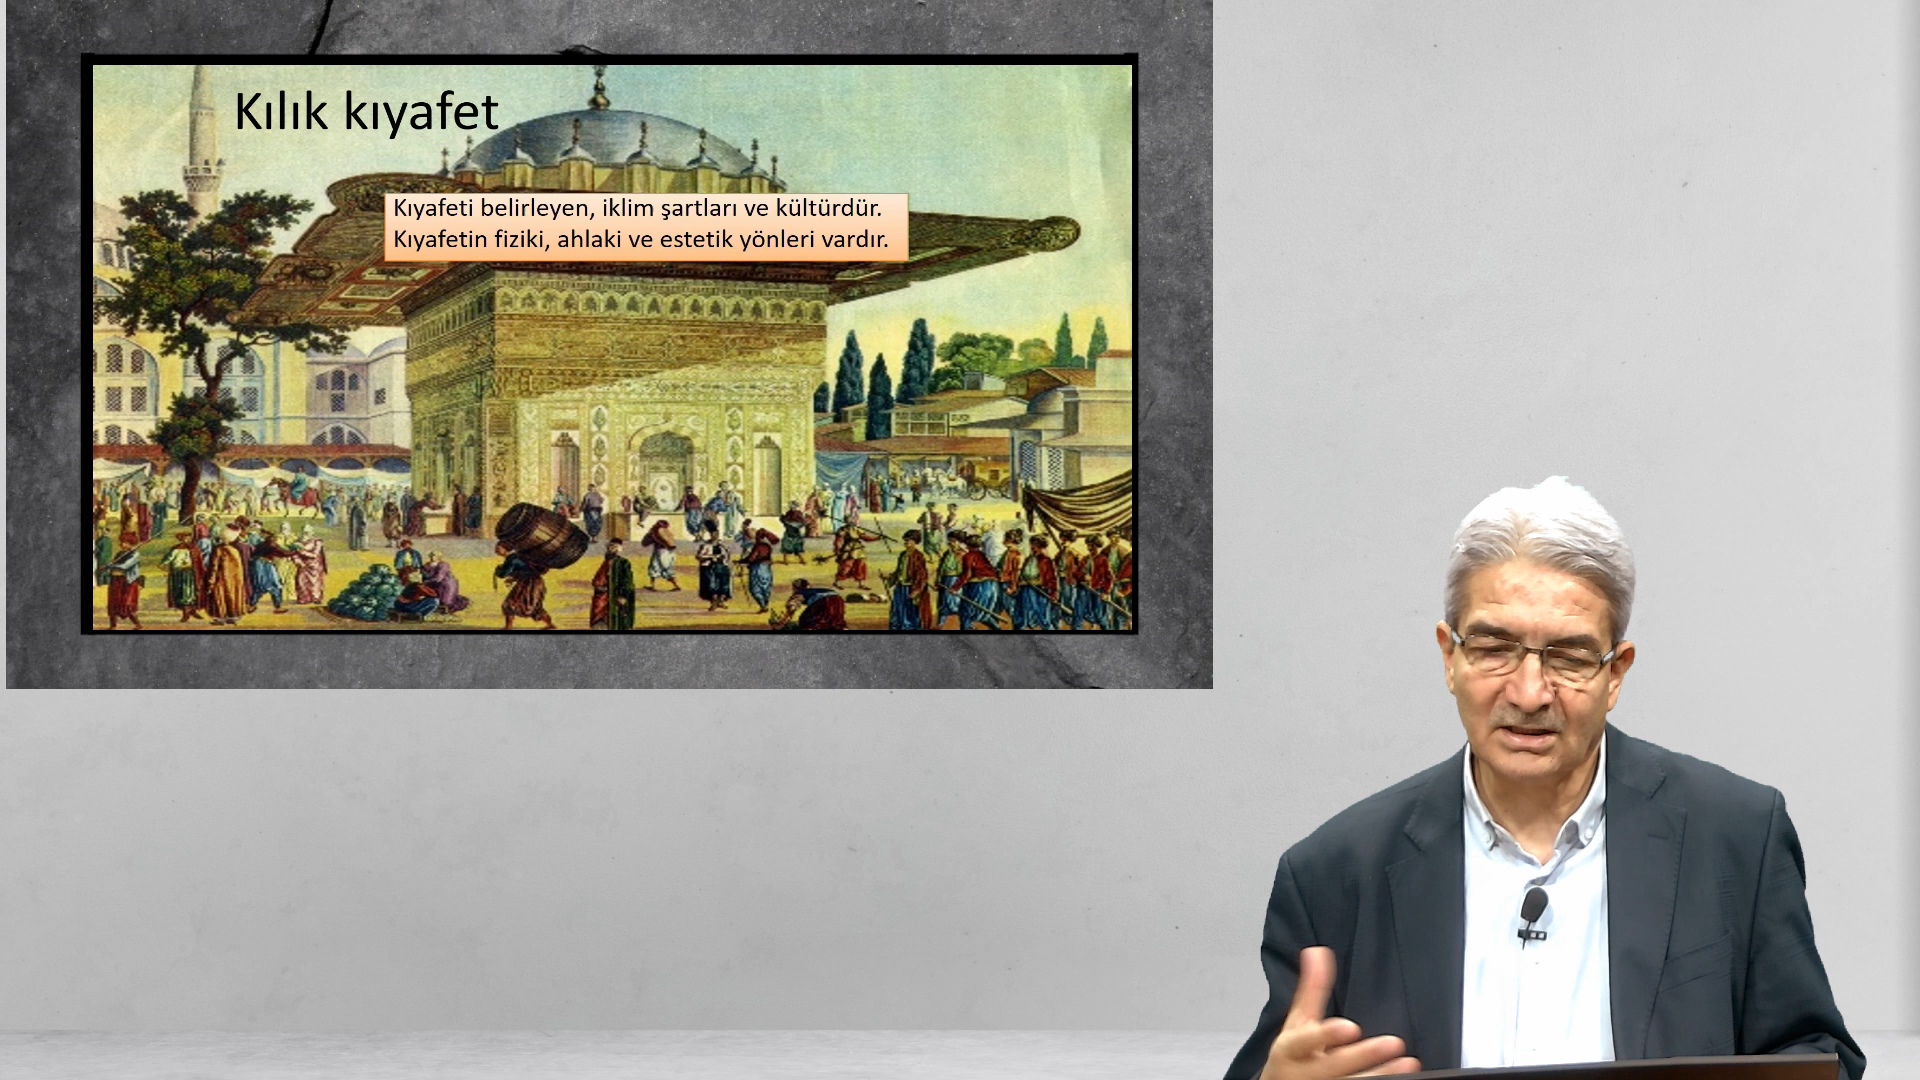 Kılık kıyafet
Kıyafeti belirleyen, iklim şartları ve kültürdür.
Kıyafetin fiziki, ahlaki ve estetik yönleri vardır.